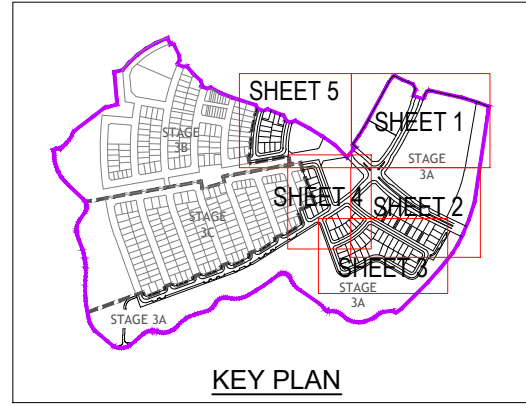 SHEET 5
SHEET 1
STAGE
3B
STAGE
3A
SHEET 4
SHEET 2
STAGE
3C
SHEET 3
STAGE
3A
STAGE 3A
KEY PLAN